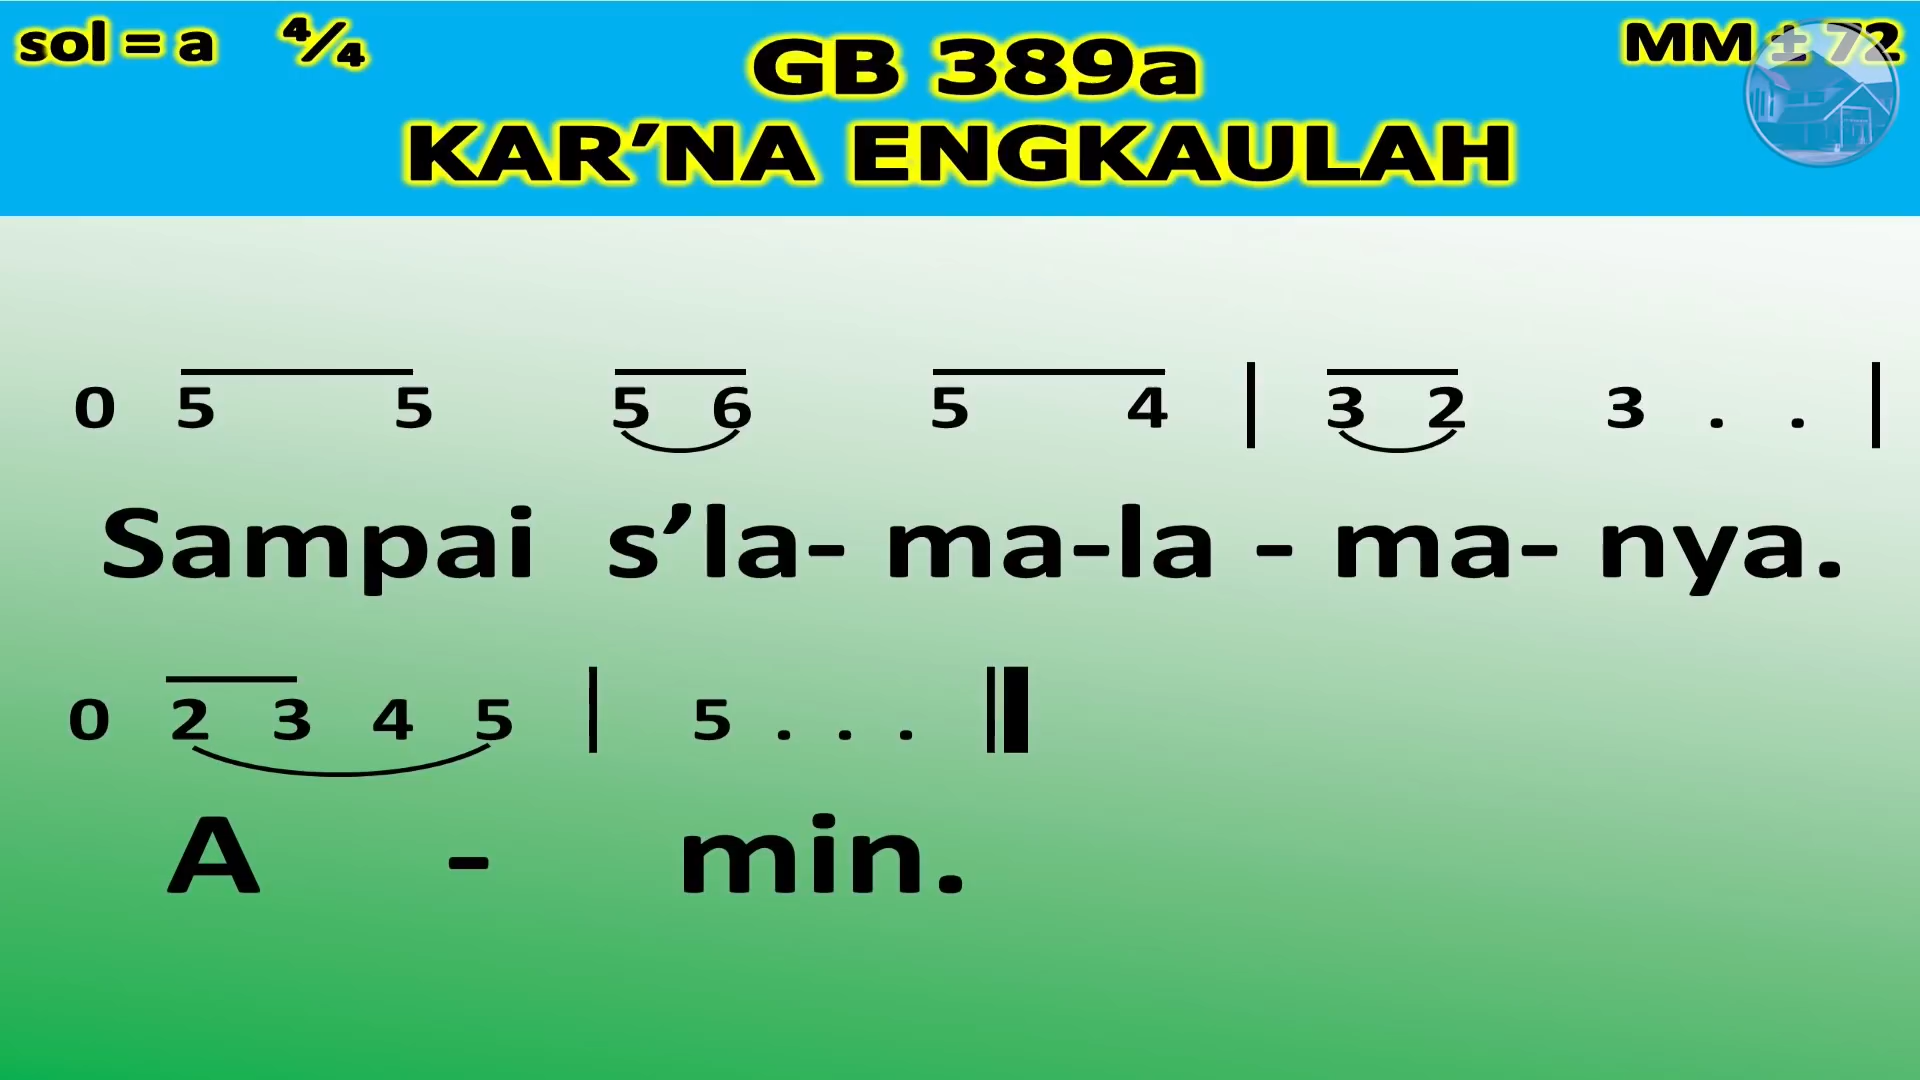 sol = a 4/4 MM ± 72
GB 389a
KAR’NA ENGKAULAH
0 5 5 5 6 5 4 | 3 2 3 . . |
Sampai s’la- ma-la - ma- nya.
0 2 3 4 5 | 5 . . . ||
A - min.